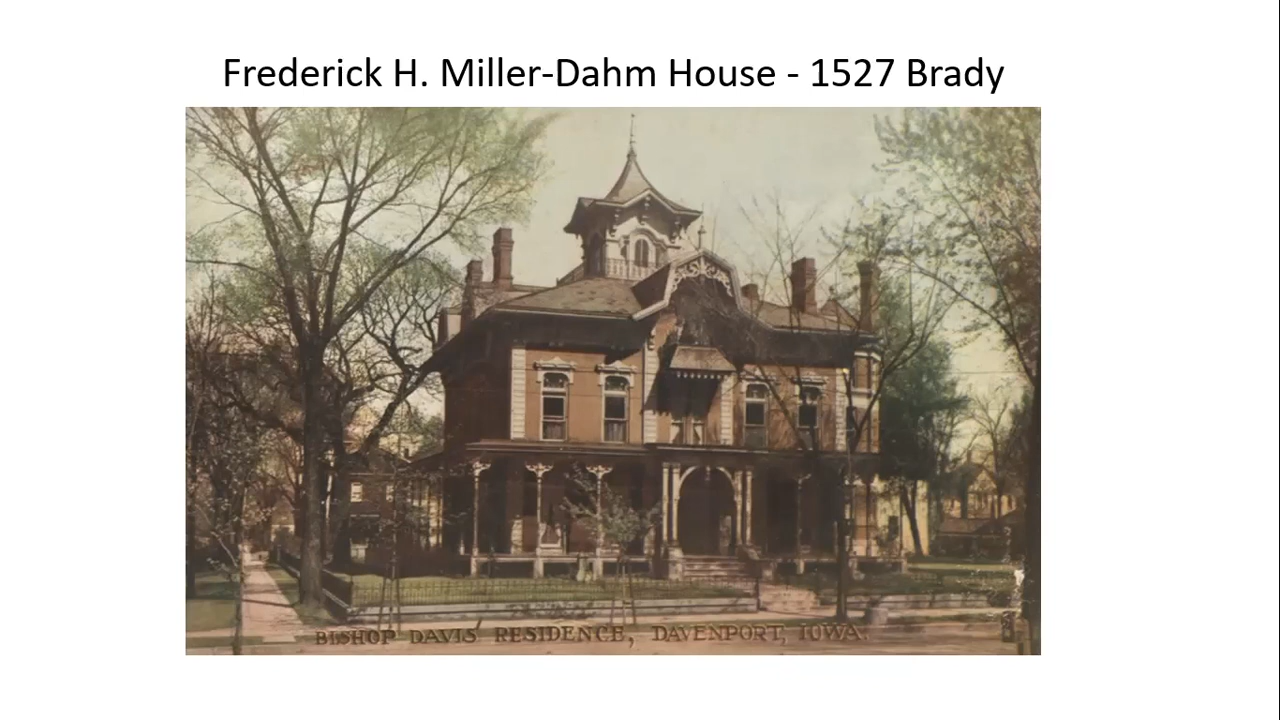 Frederick H. Miller-Dahm House - 1527 Brady
BISHOP DAVIS RESIDENCE, DAVENPORT, IOWA.